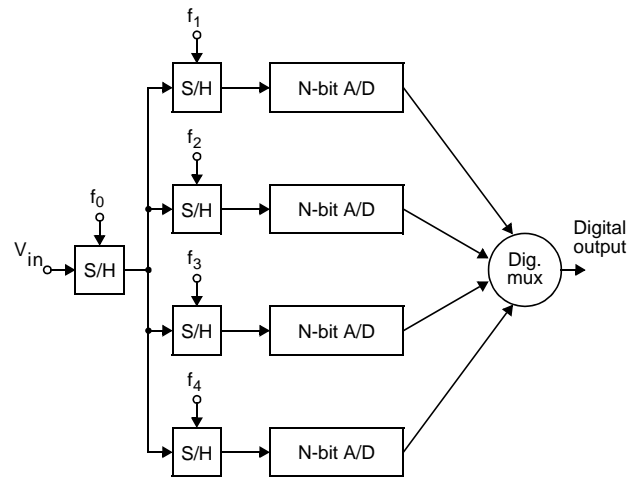 f1
S/H
N-bit A/D
f2
S/H
N-bit A/D
f0
Vin
S/H
f3
S/H
N-bit A/D
f4
S/H
N-bit A/D
Dig.
mux
Digital
output